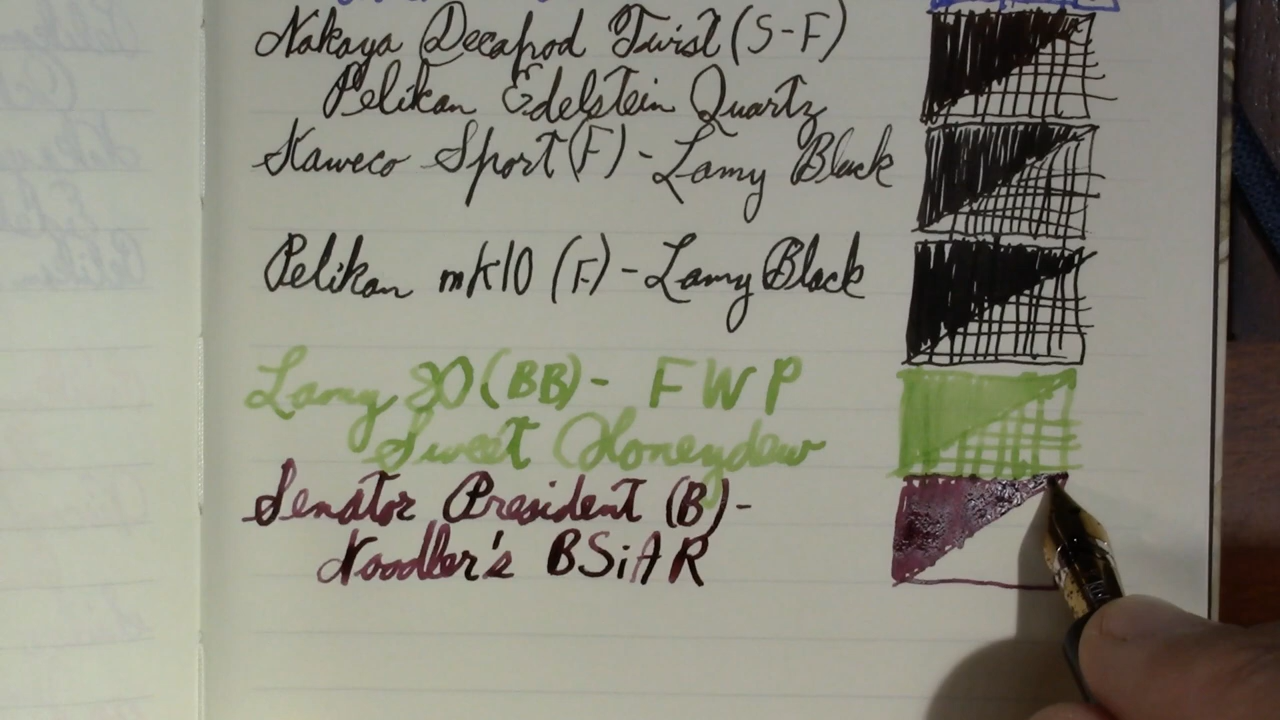 Nakaya Decapod Twist (S-F)
Pelikan Edelstein Quartz
Kaweco Sport (F) - Lamy Black
Pelikan mk10 (F) - Lamy Black
Lamy 80 (BB) - FWP
Sweet Honeydew
Senator President (B) -
Noodler's BSiAR